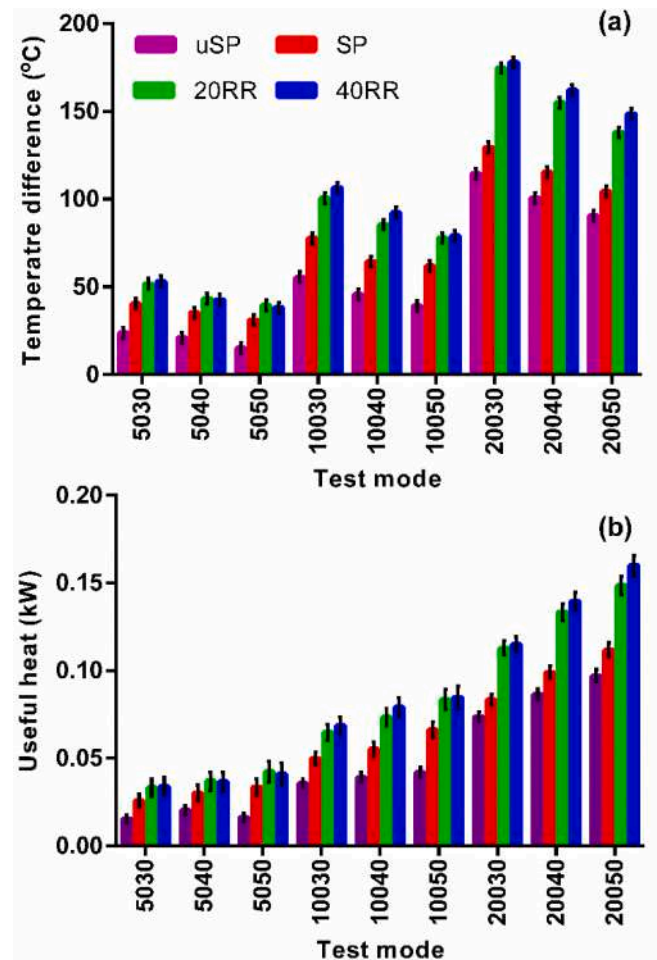 (a)
uSP SP
20RR 40RR
Temperatre difference (ºC)
200
150
100
50
0
5030 5040 5050 10030 10040 10050 20030 20040 20050
Test mode
(b)
Useful heat (kW)
0.20
0.15
0.10
0.05
0.00
5030 5040 5050 10030 10040 10050 20030 20040 20050
Test mode